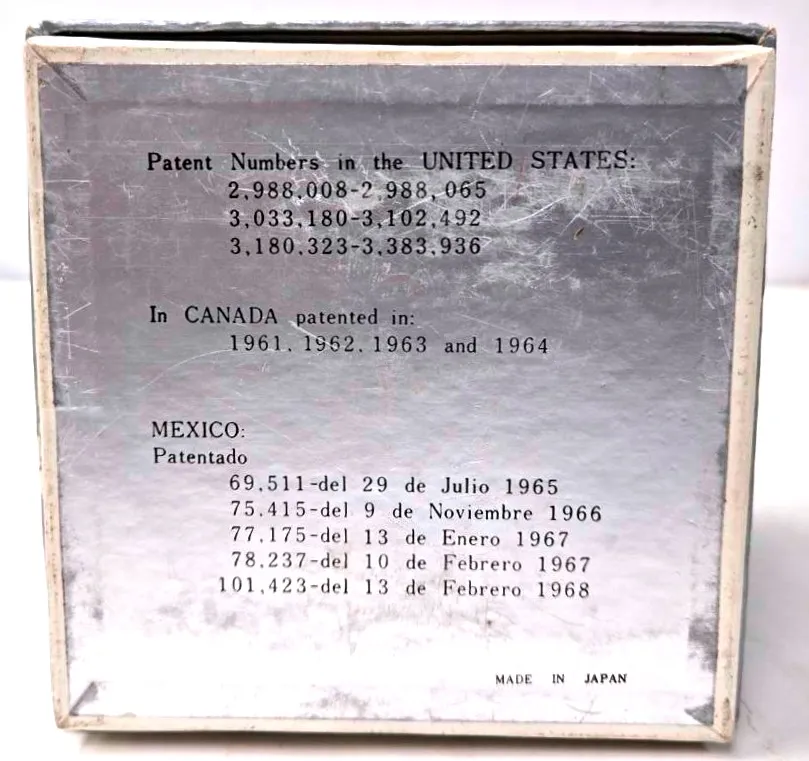 Patent Numbers in the UNITED STATES:
2,988,008-2,988,065
3,033,180-3,102,492
3,180,323-3,383,936
In CANADA patented in:
1961, 1962, 1963 and 1964
MEXICO:
Patentado
69,511-del 29 de Julio 1965
75,415-del 9 de Noviembre 1966
77,175-del 13 de Enero 1967
78,237-del 10 de Febrero 1967
101,423-del 13 de Febrero 1968
MADE IN JAPAN